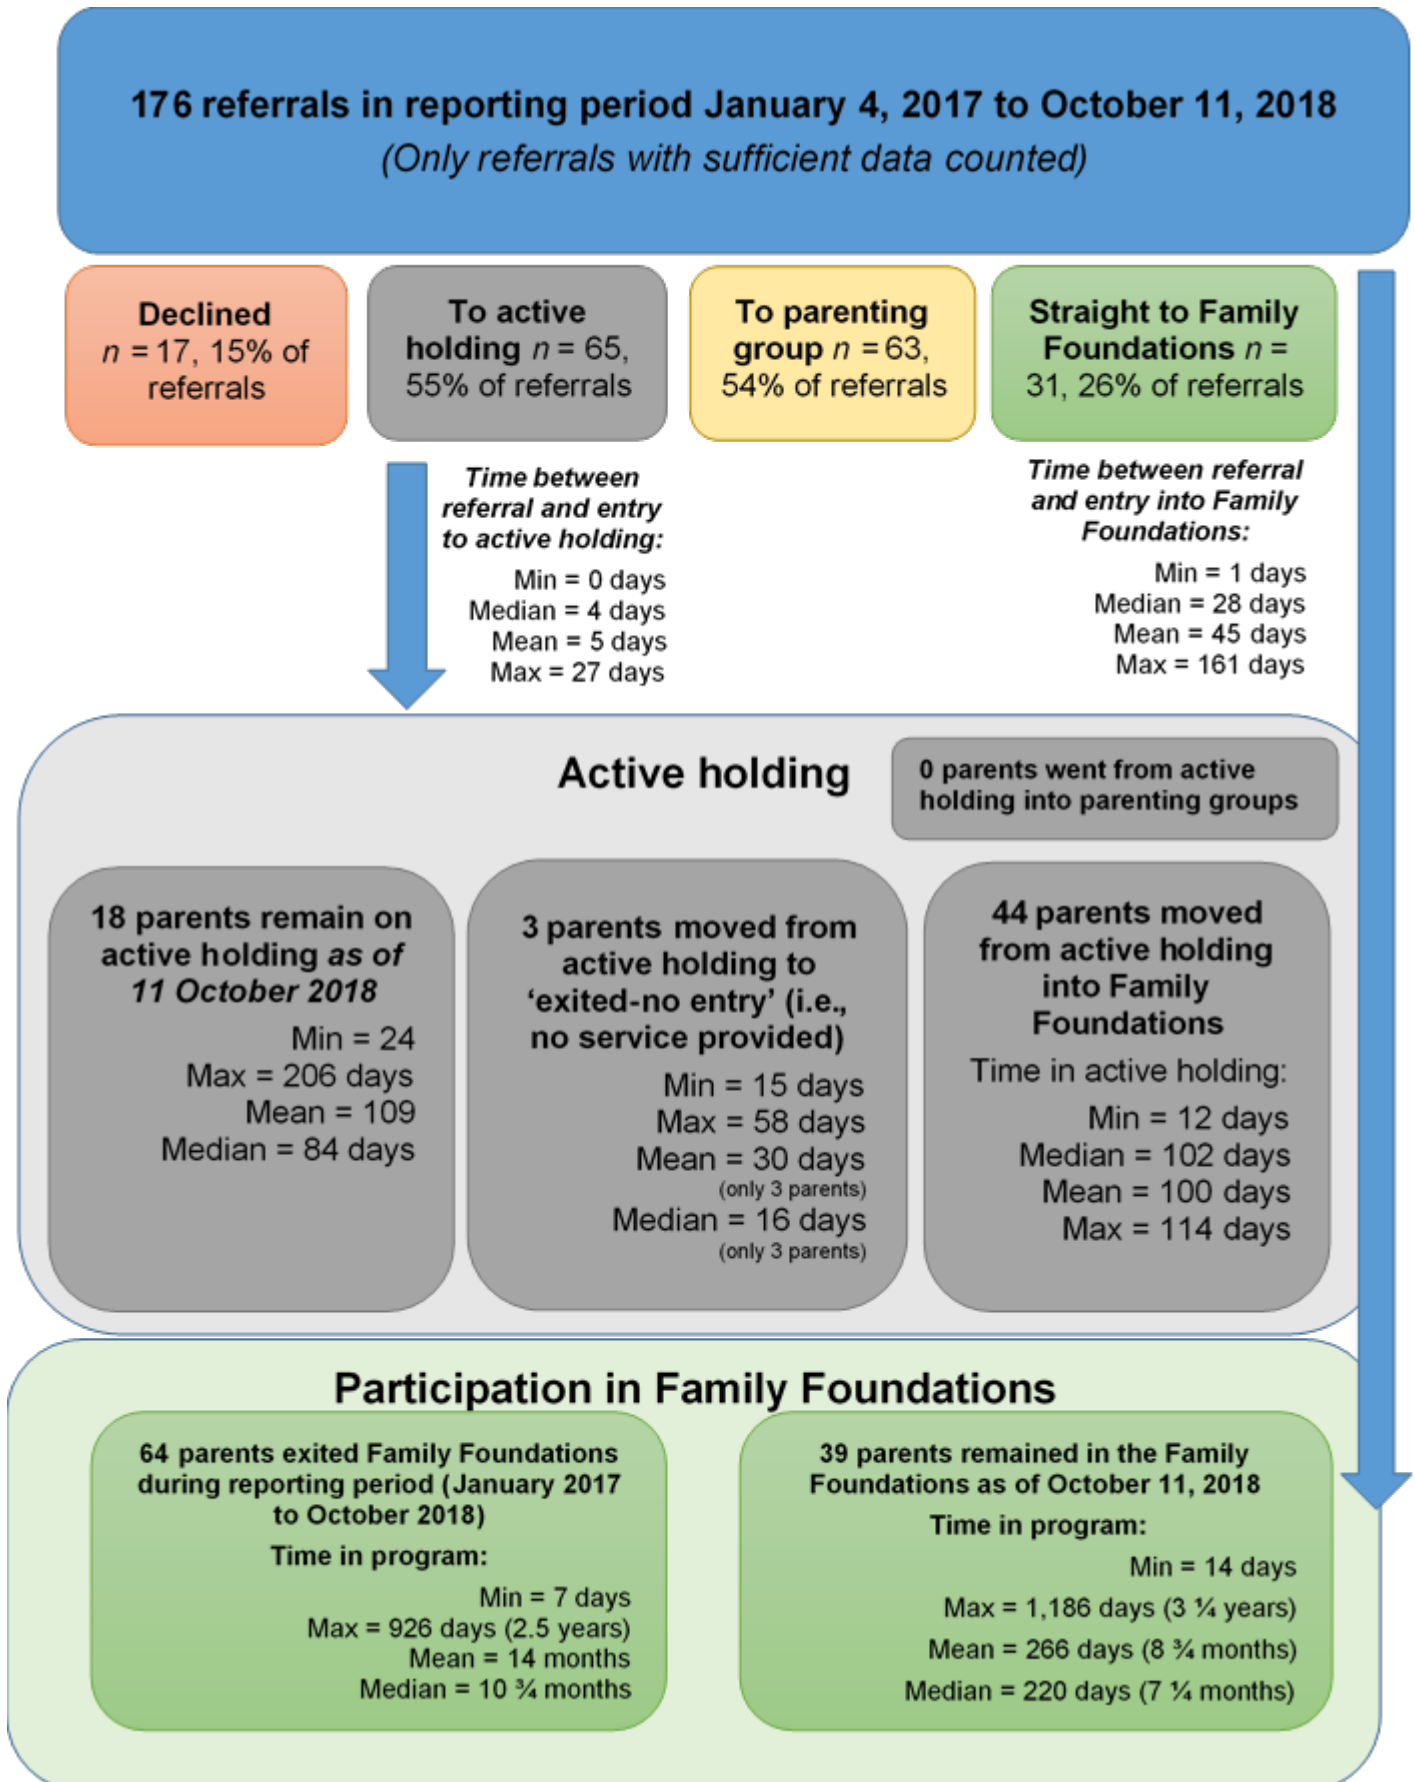 176 referrals in reporting period January 4, 2017 to October 11, 2018
(Only referrals with sufficient data counted)
Declined
n = 17, 15% of
referrals
To active
holding n = 65,
55% of referrals
To parenting
group n = 63,
54% of referrals
Straight to Family
Foundations n =
31, 26% of referrals
Time between
referral and entry
to active holding:
Min = 0 days
Median = 4 days
Mean = 5 days
Max = 27 days
Time between referral
and entry into Family
Foundations:
Min = 1 days
Median = 28 days
Mean = 45 days
Max = 161 days
Active holding
0 parents went from active
holding into parenting groups
18 parents remain on
active holding as of
11 October 2018
Min = 24
Max = 206 days
Mean = 109
Median = 84 days
3 parents moved from
active holding to
‘exited-no entry’ (i.e.,
no service provided)
Min = 15 days
Max = 58 days
Mean = 30 days
(only 3 parents)
Median = 16 days
(only 3 parents)
44 parents moved
from active holding
into Family
Foundations
Time in active holding:
Min = 12 days
Median = 102 days
Mean = 100 days
Max = 114 days
Participation in Family Foundations
64 parents exited Family Foundations
during reporting period (January 2017
to October 2018)
Time in program:
Min = 7 days
Max = 926 days (2.5 years)
Mean = 14 months
Median = 10 ¾ months
39 parents remained in the Family
Foundations as of October 11, 2018
Time in program:
Min = 14 days
Max = 1,186 days (3 ¼ years)
Mean = 266 days (8 ¾ months)
Median = 220 days (7 ¼ months)